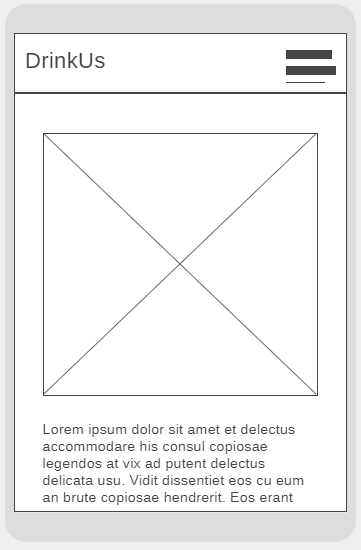 DrinkUs
Lorem ipsum dolor sit amet et delectus
accommodare his consul copiosae
legendos at vix ad putent delectus
delicata usu. Vidit dissentiet eos cu eum
an brute copiosae hendrerit. Eos erant